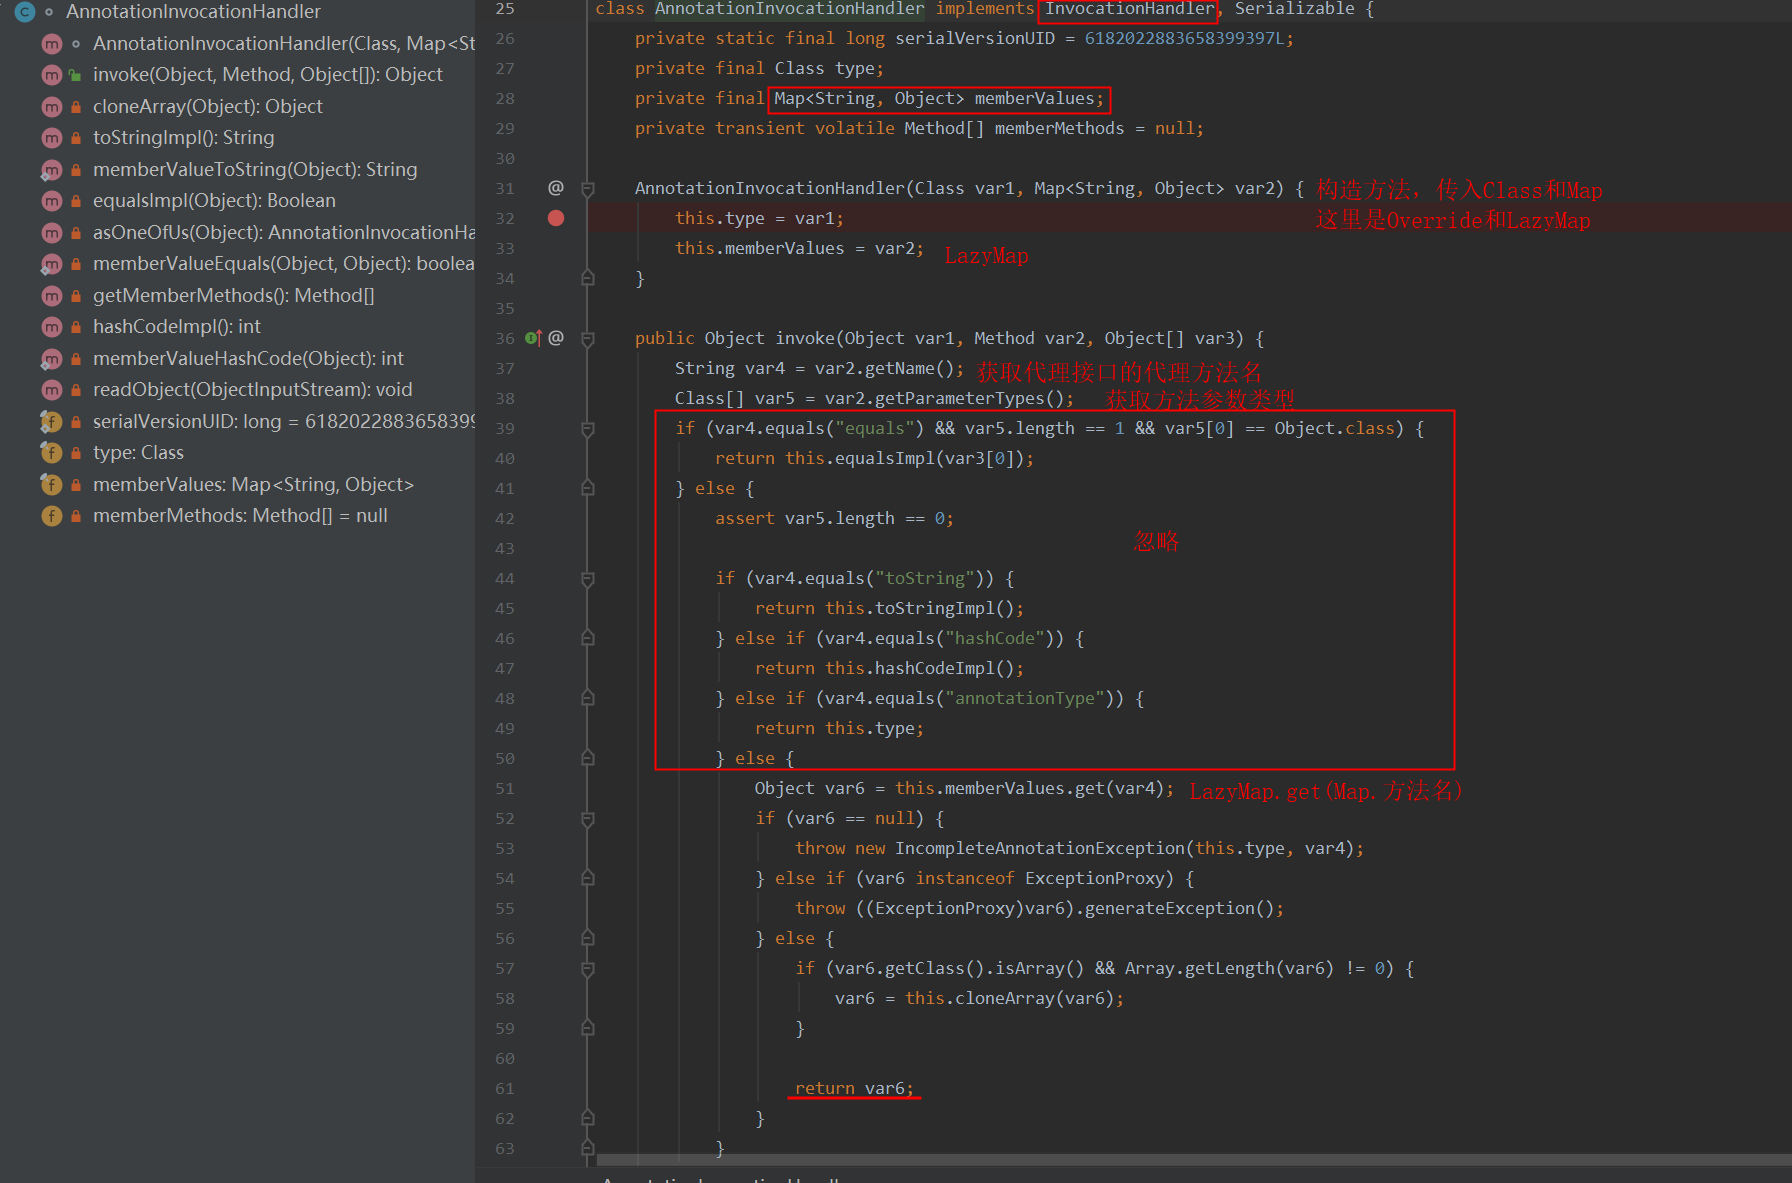 AnnotationInvocationHandler
AnnotationInvocationHandler(Class, Map<St
invoke(Object, Method, Object[]): Object
cloneArray(Object): Object
toStringImpl(): String
memberValueToString(Object): String
equalsImpl(Object): Boolean
asOneOfUs(Object): AnnotationInvocationHa
memberValueEquals(Object, Object): boolea
getMemberMethods(): Method[]
hashCodeImpl(): int
memberValueHashCode(Object): int
readObject(ObjectInputStream): void
serialVersionUID: long = 6182022883658399
type: Class
memberValues: Map<String, Object>
memberMethods: Method[] = null
25 class AnnotationInvocationHandler implements InvocationHandler, Serializable {
26 private static final long serialVersionUID = 6182022883658399397L;
27 private final Class type;
28 private final Map<String, Object> memberValues;
29 private transient volatile Method[] memberMethods = null;
30
31 @ AnnotationInvocationHandler(Class var1, Map<String, Object> var2) { 构造方法，传入Class和Map
32 this.type = var1; 这里是Override和LazyMap
33 this.memberValues = var2; LazyMap
34 }
35
36 @ public Object invoke(Object var1, Method var2, Object[] var3) {
37 String var4 = var2.getName(); 获取代理接口的代理方法名
38 Class[] var5 = var2.getParameterTypes(); 获取方法参数类型
39 if (var4.equals("equals") && var5.length == 1 && var5[0] == Object.class) {
40 return this.equalsImpl(var3[0]);
41 } else {
42 assert var5.length == 0;
43 忽略
44 if (var4.equals("toString")) {
45 return this.toStringImpl();
46 } else if (var4.equals("hashCode")) {
47 return this.hashCodeImpl();
48 } else if (var4.equals("annotationType")) {
49 return this.type;
50 } else {
51 Object var6 = this.memberValues.get(var4); LazyMap.get(Map.方法名)
52 if (var6 == null) {
53 throw new IncompleteAnnotationException(this.type, var4);
54 } else if (var6 instanceof ExceptionProxy) {
55 throw ((ExceptionProxy)var6).generateException();
56 } else {
57 if (var6.getClass().isArray() && Array.getLength(var6) != 0) {
58 var6 = this.cloneArray(var6);
59 }
60
61 return var6;
62 }
63 }